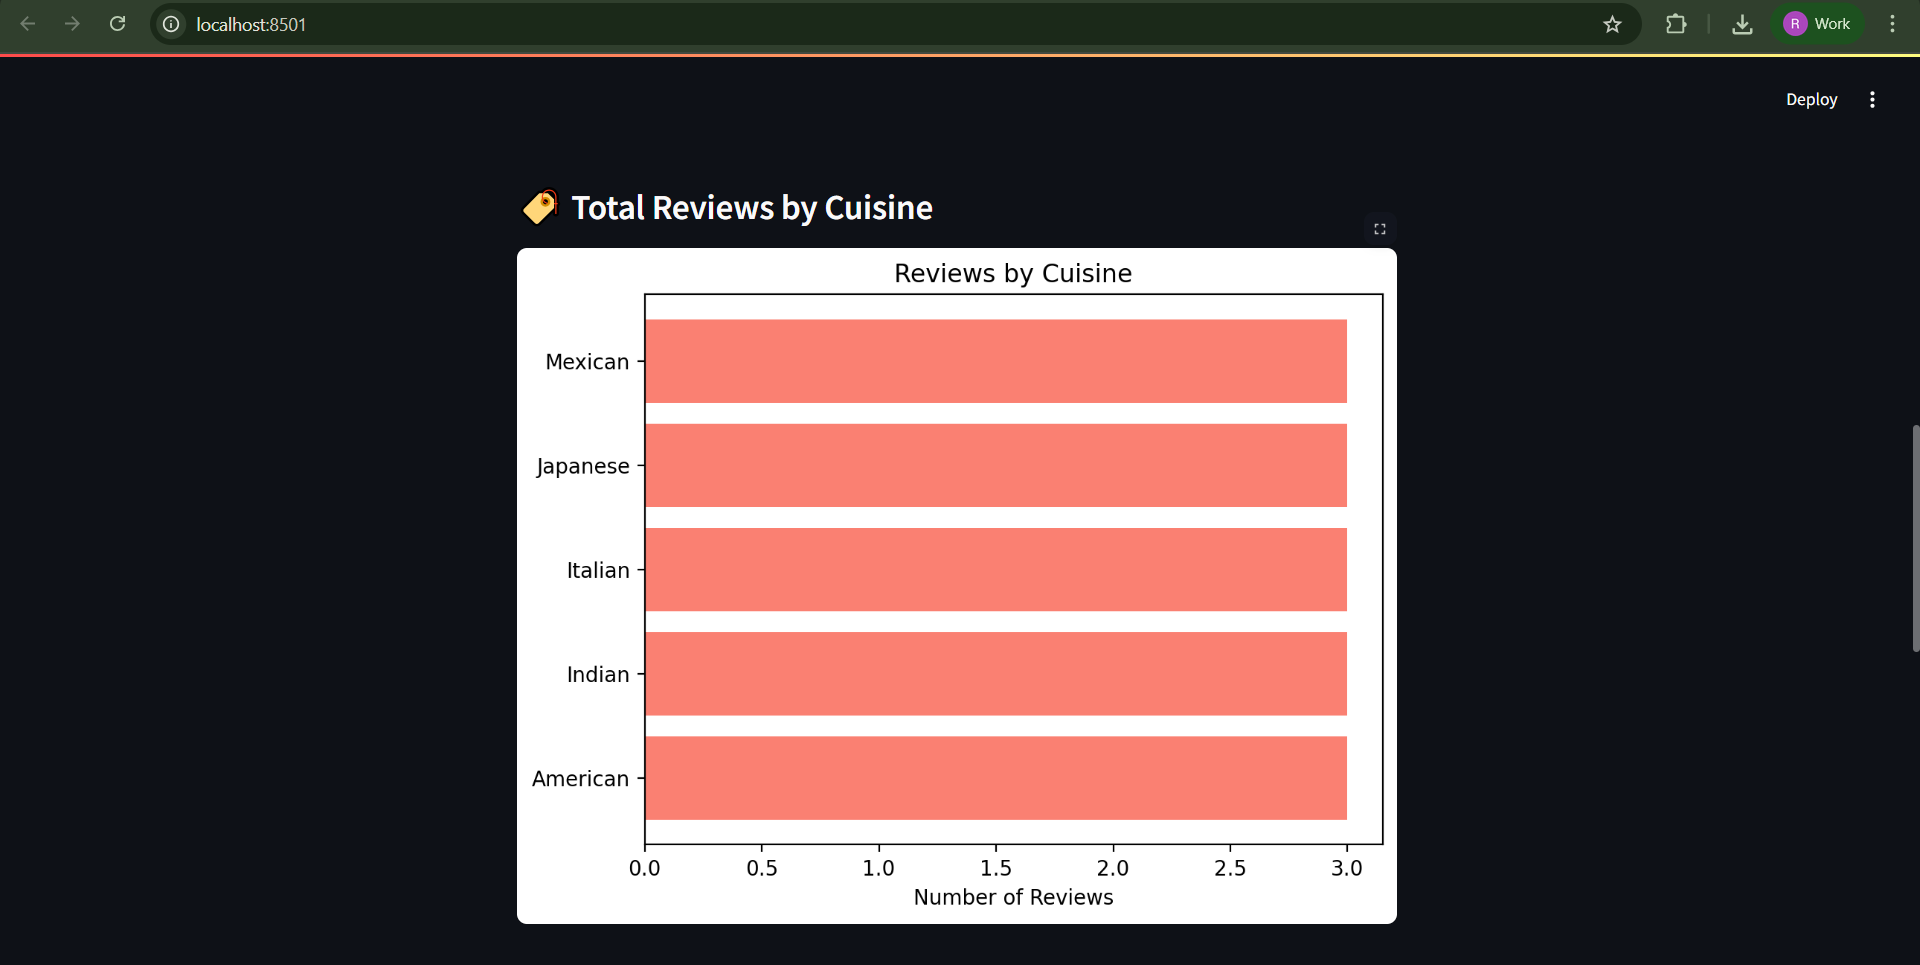 localhost:8501
R Work
Deploy
Total Reviews by Cuisine
Reviews by Cuisine
Mexican
Japanese
Italian
Indian
American
0.0 0.5 1.0 1.5 2.0 2.5 3.0
Number of Reviews